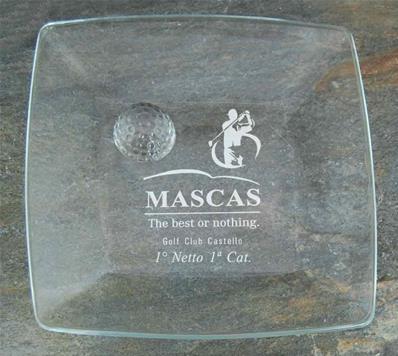 MASCAS
The best or nothing.
Golf Club Castello
1° Netto 1ª Cat.